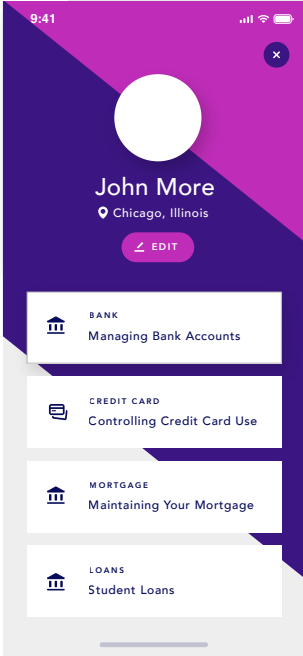 9:41
John More
Chicago, Illinois
EDIT
BANK
Managing Bank Accounts
CREDIT CARD
Controlling Credit Card Use
MORTGAGE
Maintaining Your Mortgage
LOANS
Student Loans